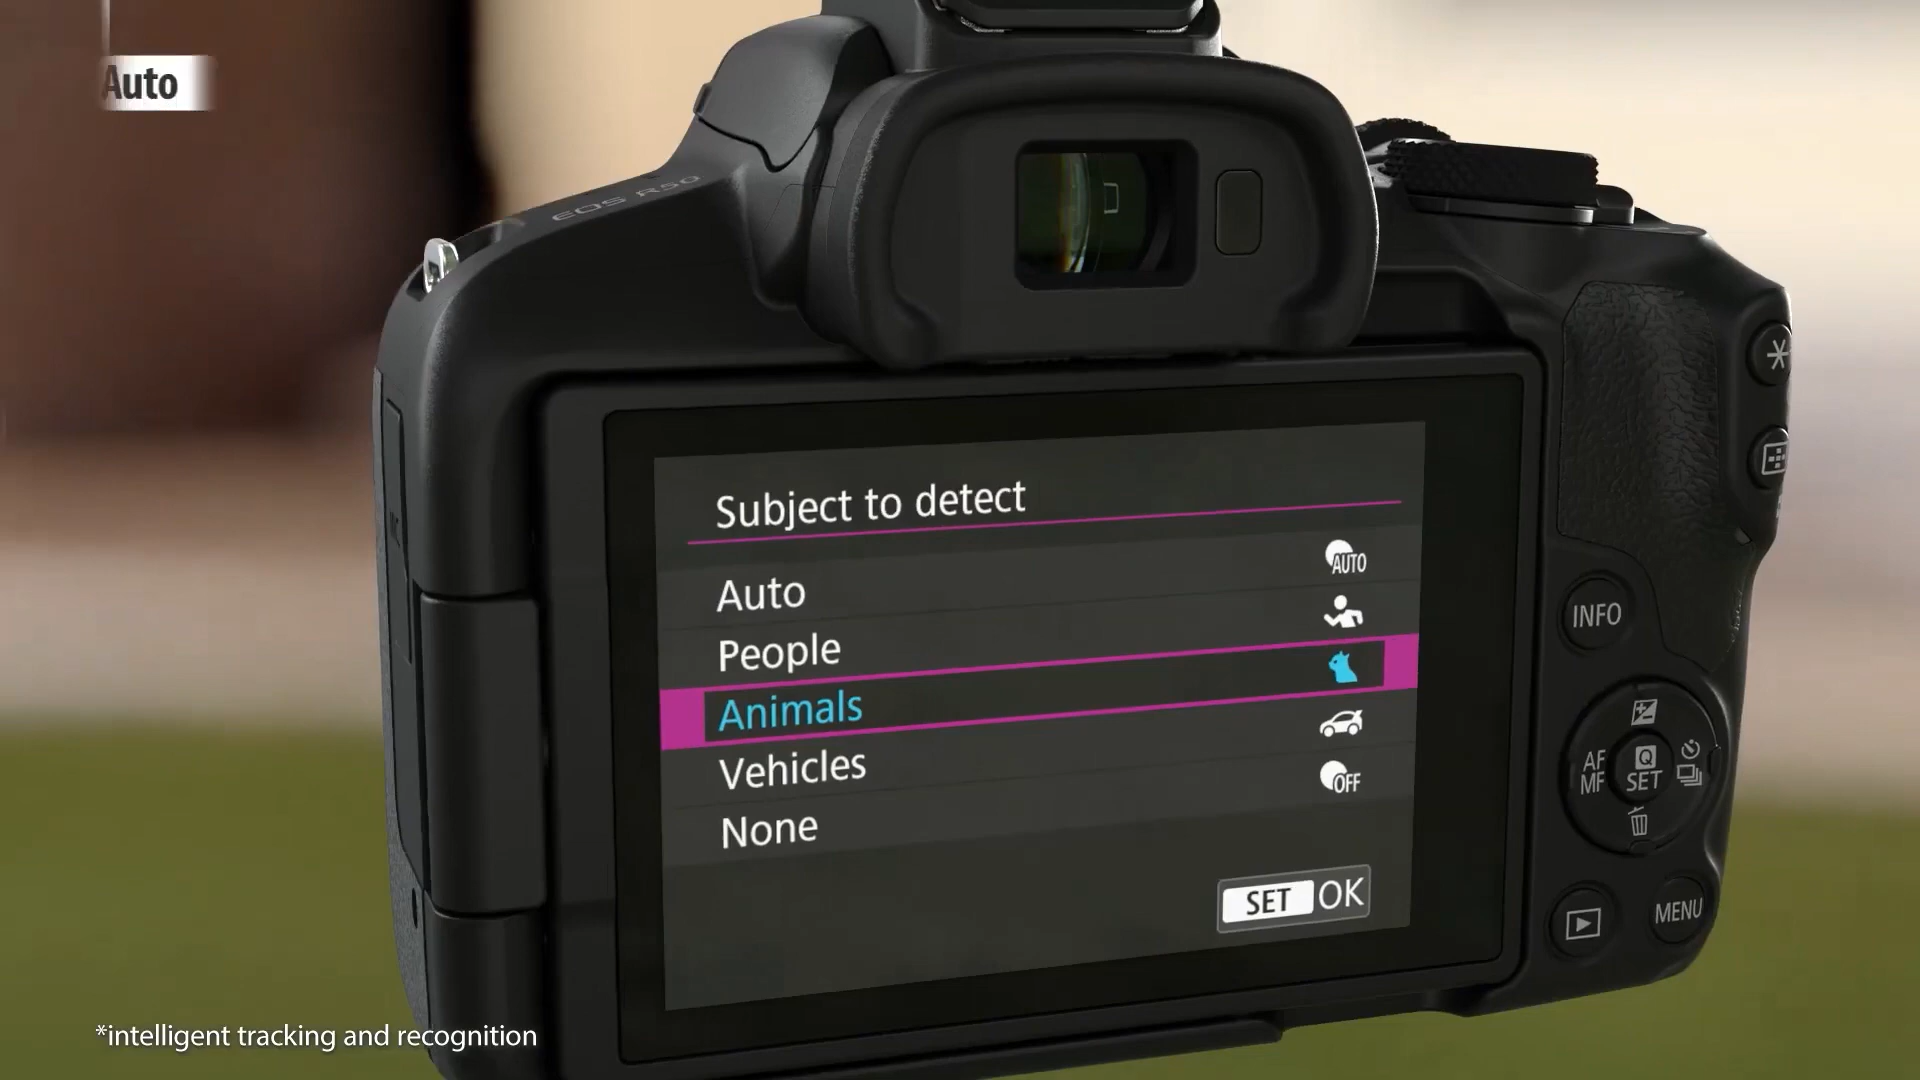 Auto
EOS R50
Subject to detect
Auto
AUTO
People
Animals
Vehicles
None
OFF
SET OK
INFO
AF
MF
Q
SET
MENU
*intelligent tracking and recognition